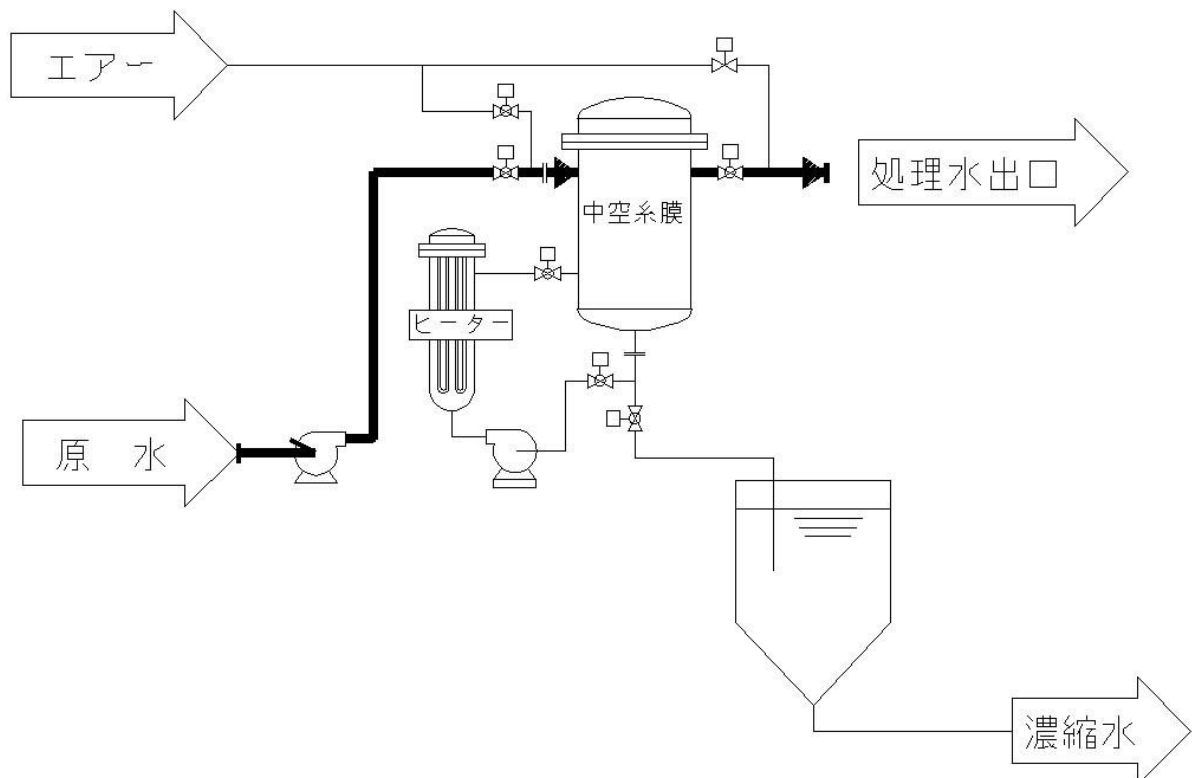 エアー
処理水出口
中空糸膜
ヒーター
原　水
濃縮水